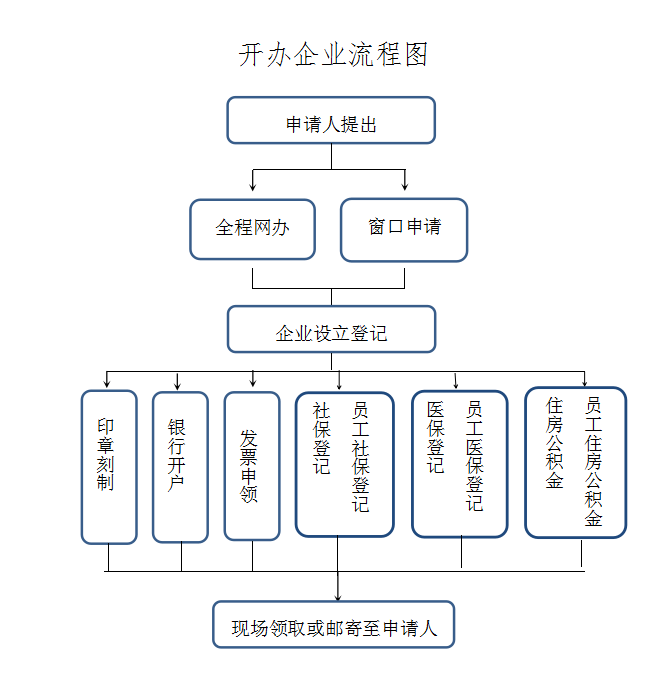 开办企业流程图
申请人提出
全程网办
窗口申请
企业设立登记
印章刻制
银行开户
发票申领
社保登记
员工社保登记
医保登记
员工医保登记
住房公积金
员工住房公积金
现场领取或邮寄至申请人